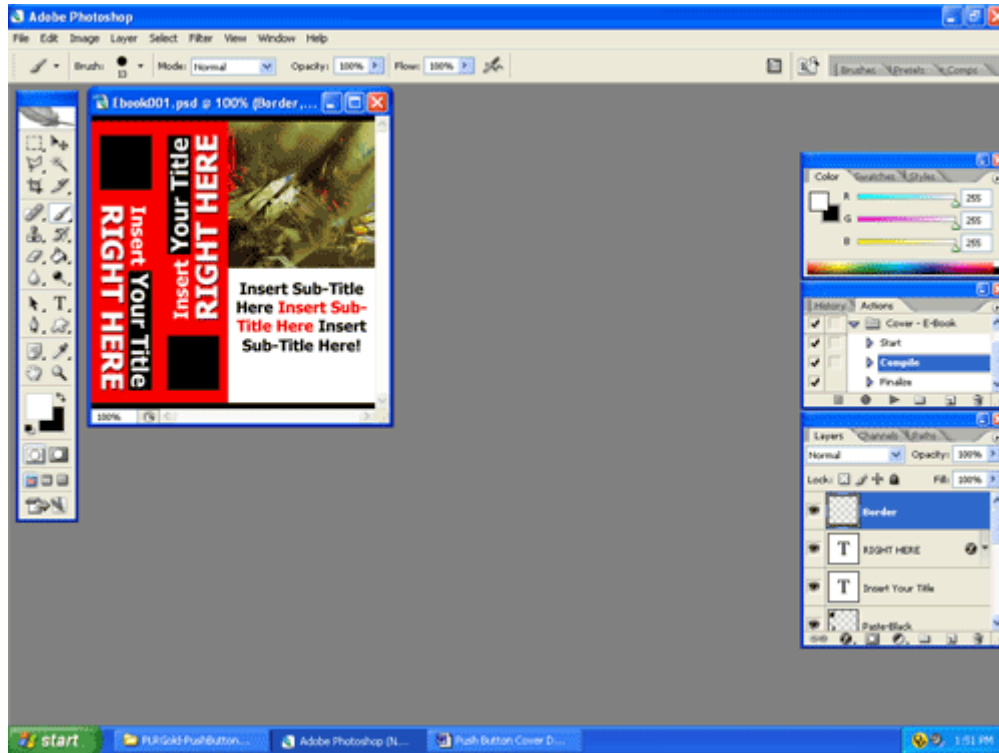 Adobe Photoshop
File Edit Image Layer Select Filter View Window Help
Brush: 13 Mode: Normal Opacity: 100% Flow: 100%
Brushes Presets Comps
Ebook001.psd @ 100% (Border,...
Insert Your Title
RIGHT HERE
Insert Your Title
RIGHT HERE
Insert Sub-Title
Here Insert Sub-
Title Here Insert
Sub-Title Here!
100%
Color Swatches Styles
R 255
G 255
B 255
History Actions
Cover - E-Book
Start
Compile
Finalize
Layers Channels Paths
Normal Opacity: 100%
Lock: Fill: 100%
Border
T RIGHT HERE
T Insert Your Title
Paste-Black
start PLRGold-PushButton... Adobe Photoshop (N... Push Button Cover D... 1:51 PM